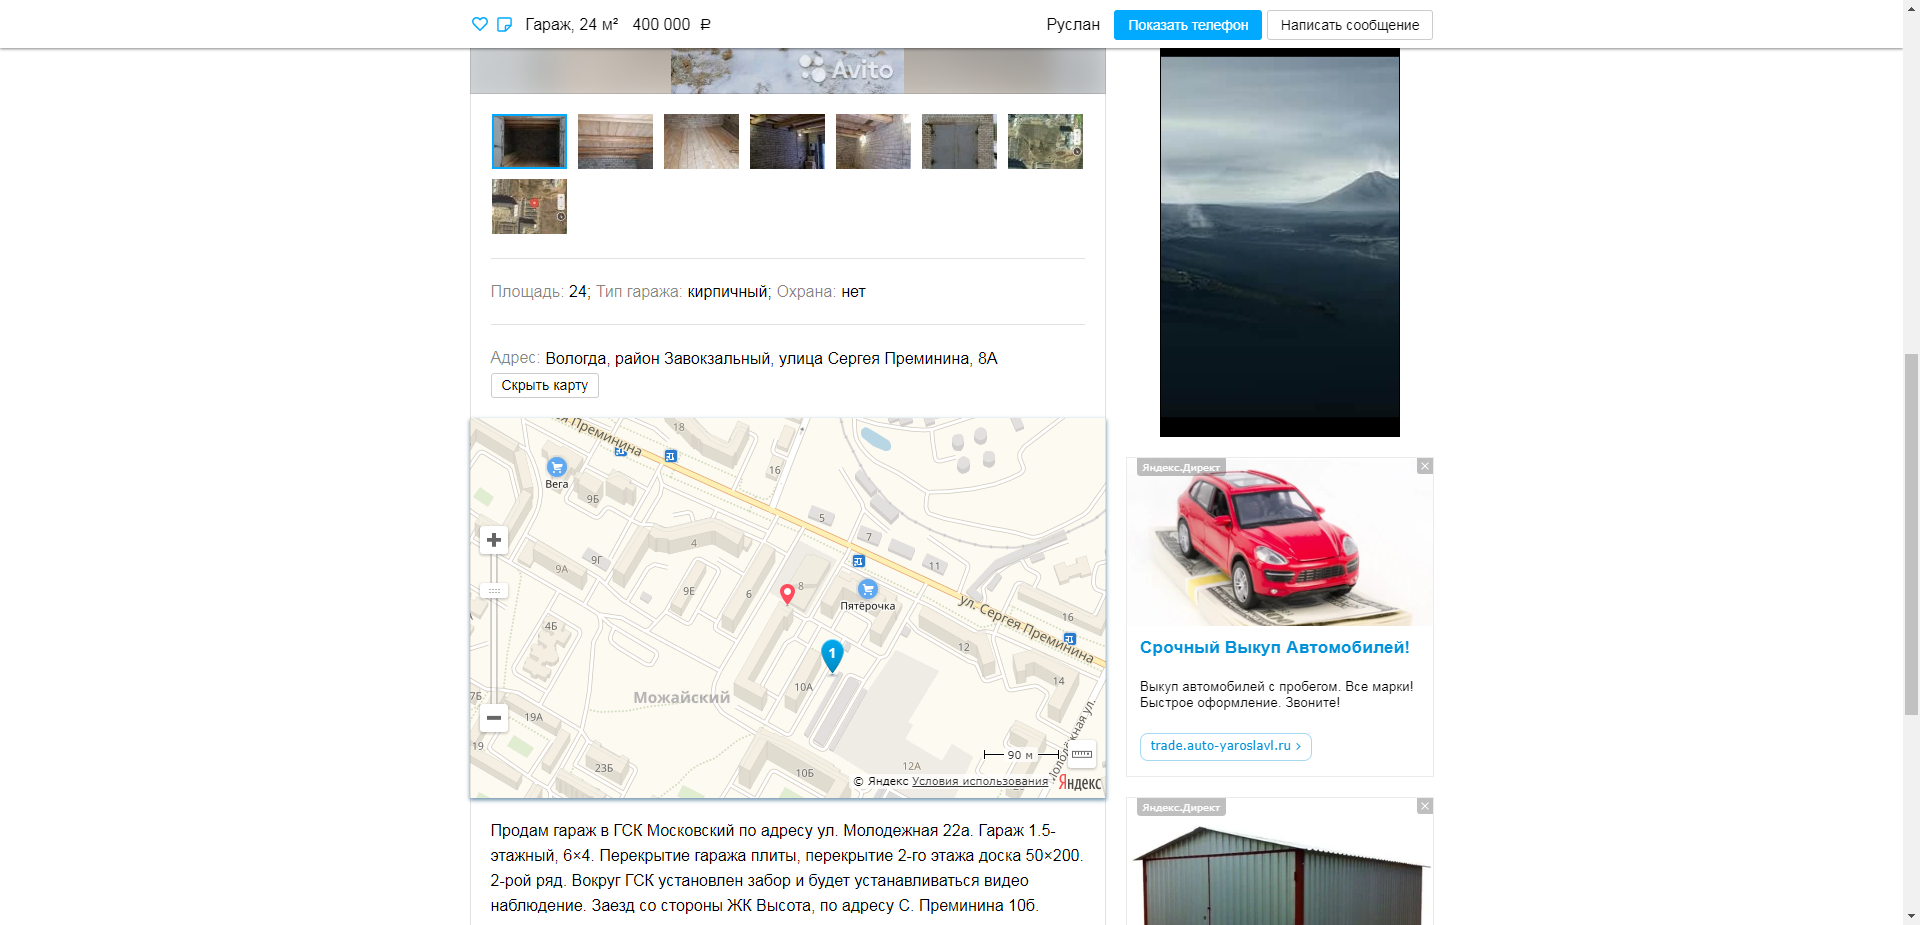 Гараж, 24 м² 400 000 ₽
Руслан
Показать телефон
Написать сообщение
Avito
Площадь: 24; Тип гаража: кирпичный; Охрана: нет
Адрес: Вологда, район Завокзальный, улица Сергея Преминина, 8А
Скрыть карту
я Преминина
18
16
Вега
9Б
5
7
4
11
9Г
9А
9Е
6
8
Пятёрочка
ул. Сергея Преминина
16
4Б
12
1
10А
14
Можайский
7Б
19А
19
Молодёжная ул.
90 м
23Б
10Б
12А
© Яндекс Условия использования
Яндекс
Продам гараж в ГСК Московский по адресу ул. Молодежная 22а. Гараж 1.5-
этажный, 6×4. Перекрытие гаража плиты, перекрытие 2-го этажа доска 50×200.
2-рой ряд. Вокруг ГСК установлен забор и будет устанавливаться видео
наблюдение. Заезд со стороны ЖК Высота, по адресу С. Преминина 10б.
Яндекс.Директ
Срочный Выкуп Автомобилей!
Выкуп автомобилей с пробегом. Все марки!
Быстрое оформление. Звоните!
trade.auto-yaroslavl.ru ›
Яндекс.Директ